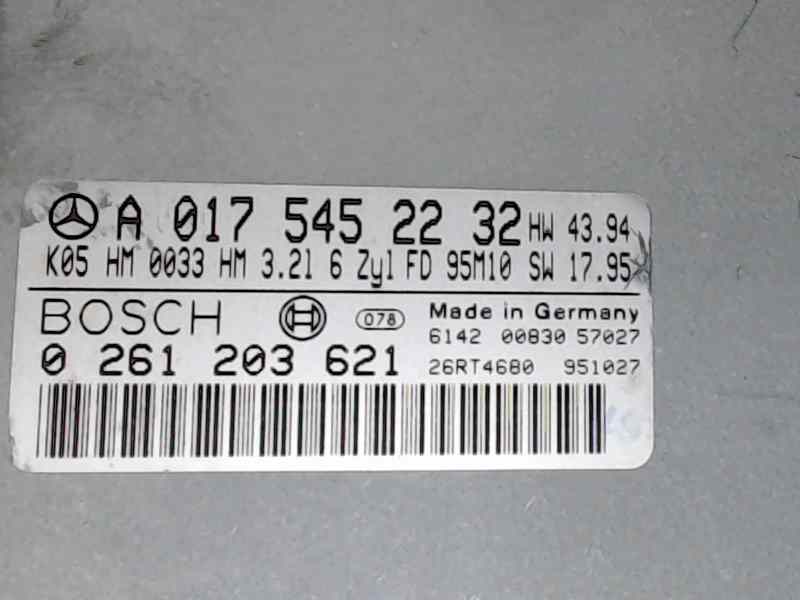 A 017 545 22 32 HW 43.94
K05 HM 0033 HM 3.2l 6 Zyl FD 95M10 SW 17.95
BOSCH 078 Made in Germany
6142 00830 57027
0 261 203 621 26RT4680 951027